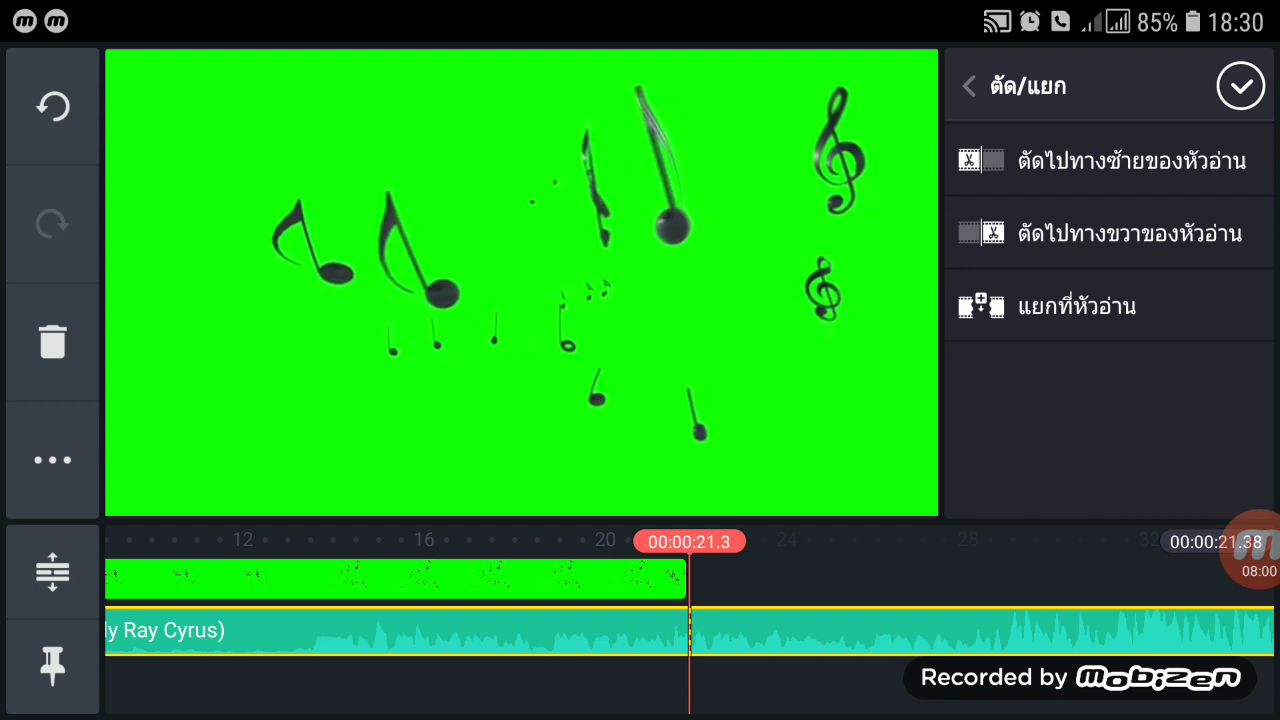 85% 18:30
ตัด/แยก
ตัดไปทางซ้ายของหัวอ่าน
ตัดไปทางขวาของหัวอ่าน
แยกที่หัวอ่าน
12 16 20 00:00:21.3 24 28 32 00:00:21.38
08:00
ly Ray Cyrus)
Recorded by mobizen